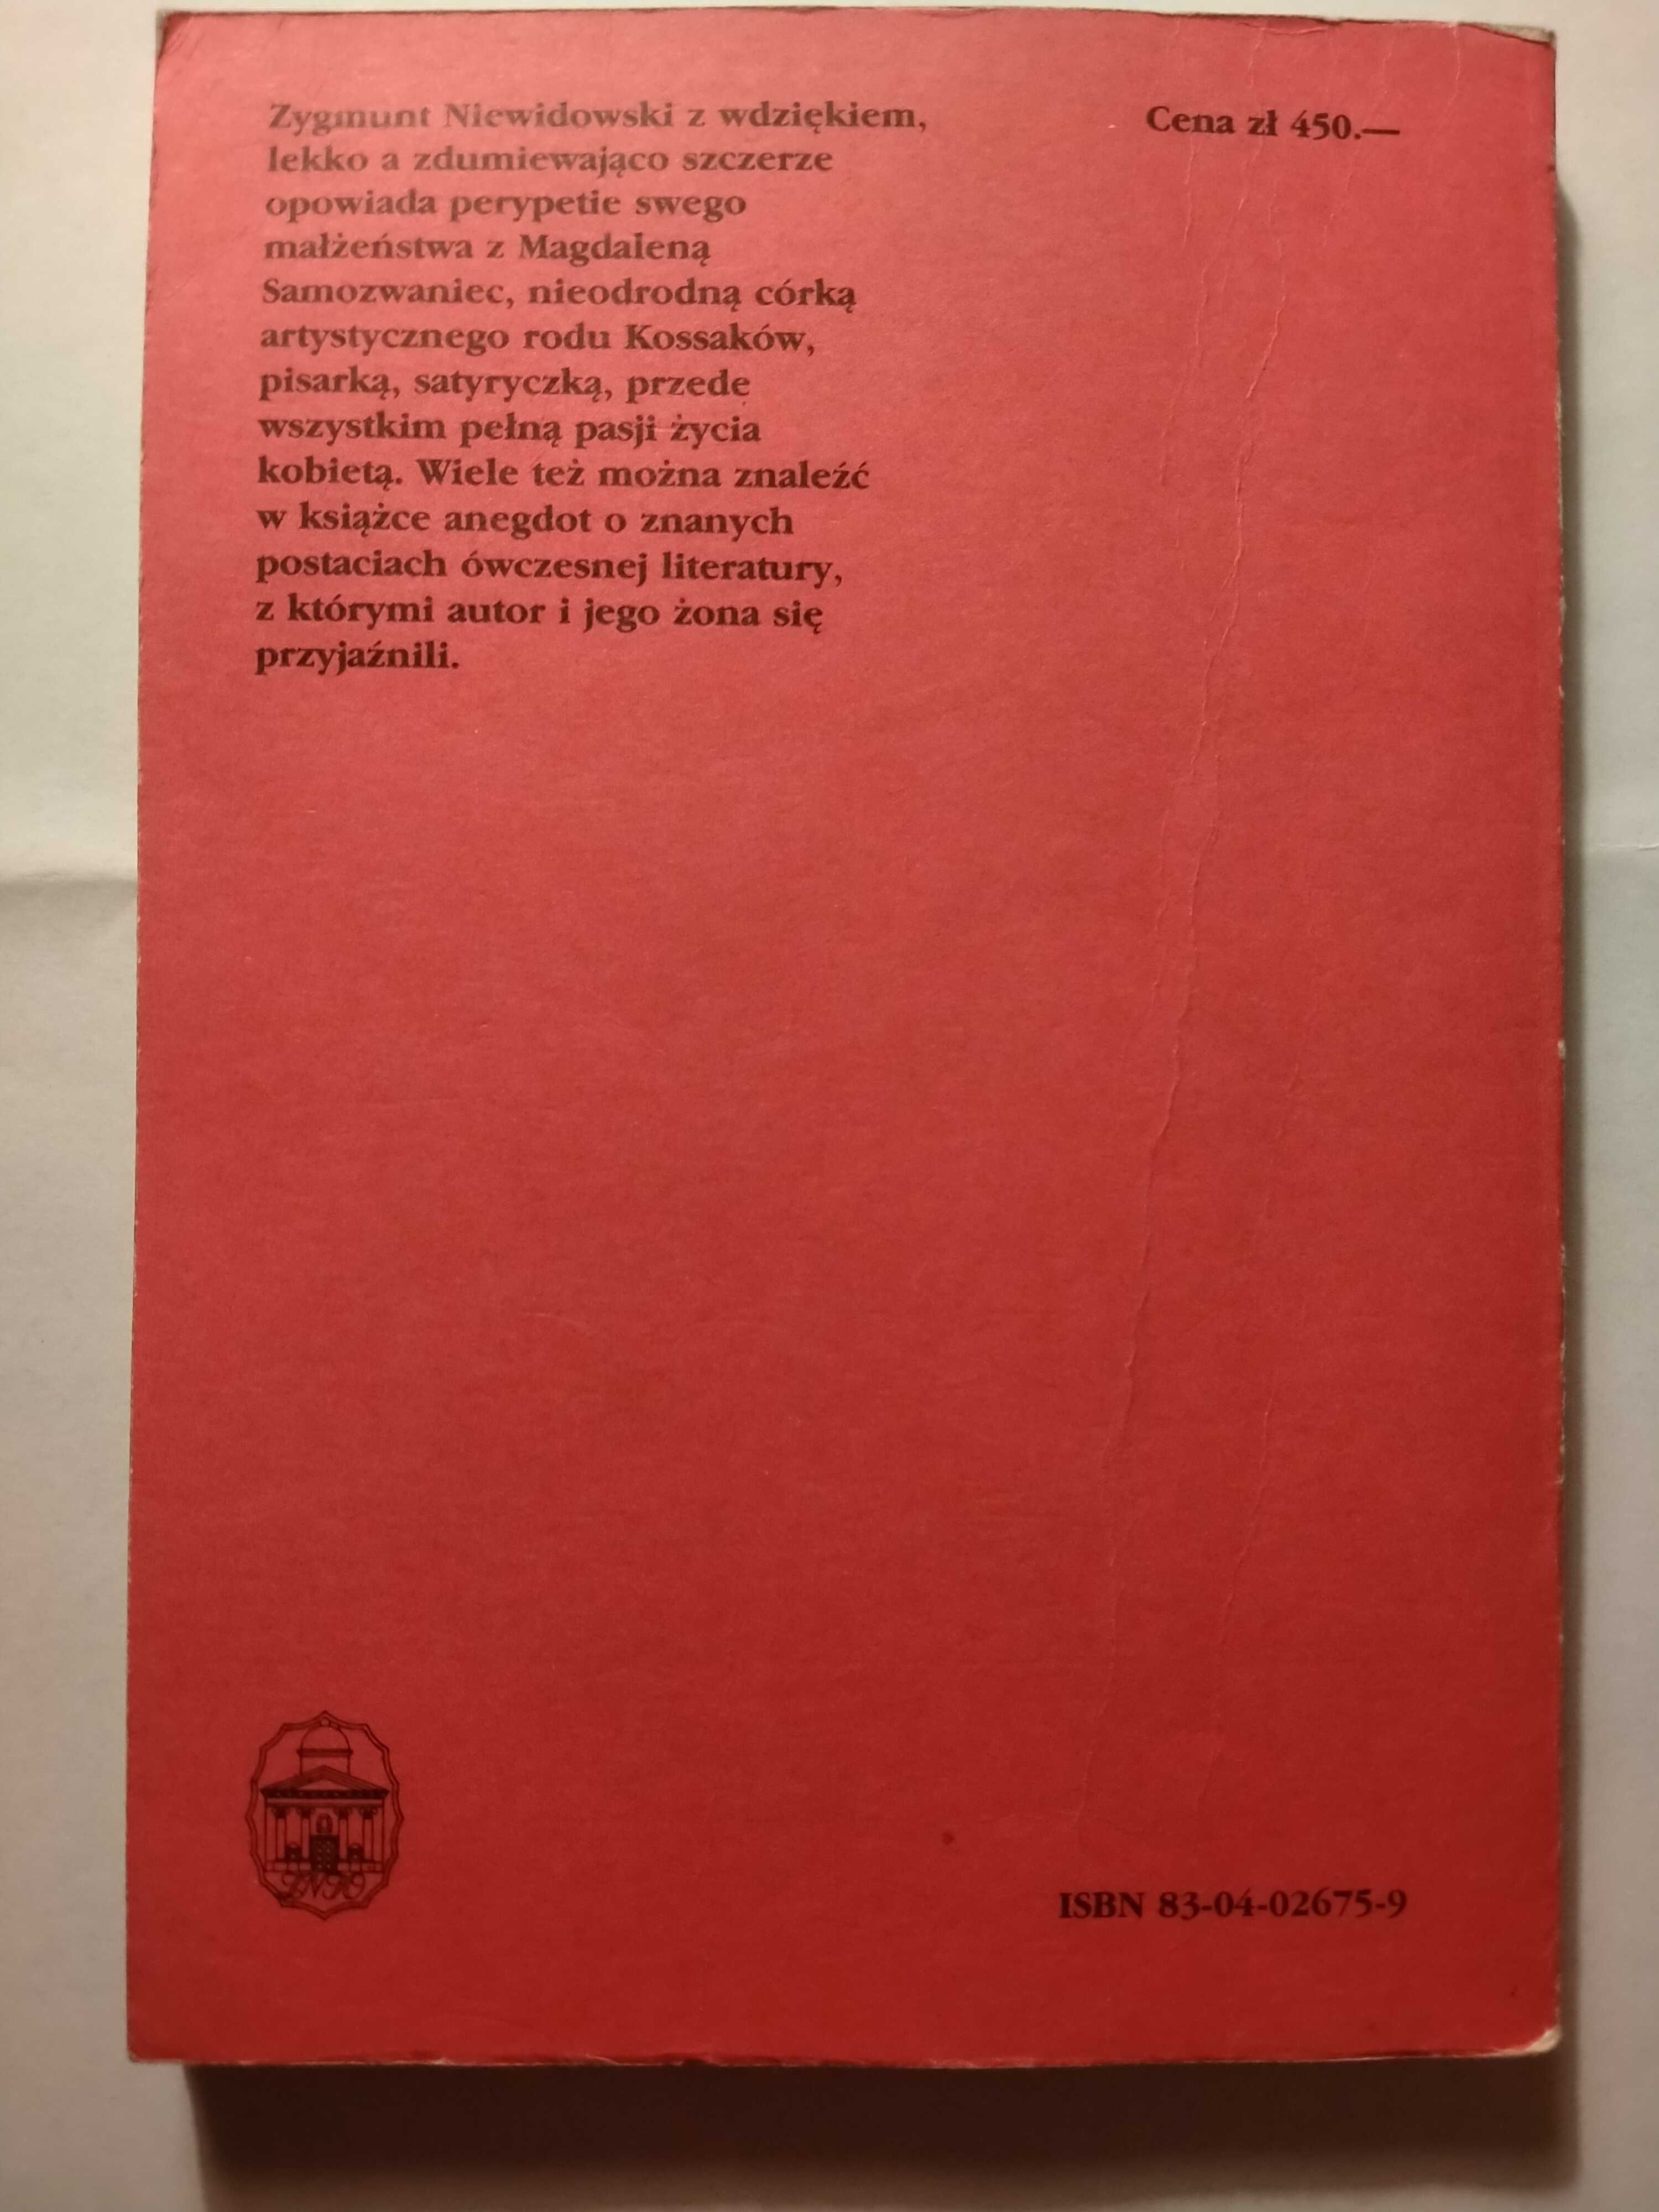 Zygmunt Niewidowski z wdziękiem,
lekko a zdumiewająco szczerze
opowiada perypetie swego
małżeństwa z Magdaleną
Samozwaniec, nieodrodną córką
artystycznego rodu Kossaków,
pisarką, satyryczką, przede
wszystkim pełną pasji życia
kobietą. Wiele też można znaleźć
w książce anegdot o znanych
postaciach ówczesnej literatury,
z którymi autor i jego żona się
przyjaźnili.
Cena zł 450.—
ZNiO
ISBN 83-04-02675-9